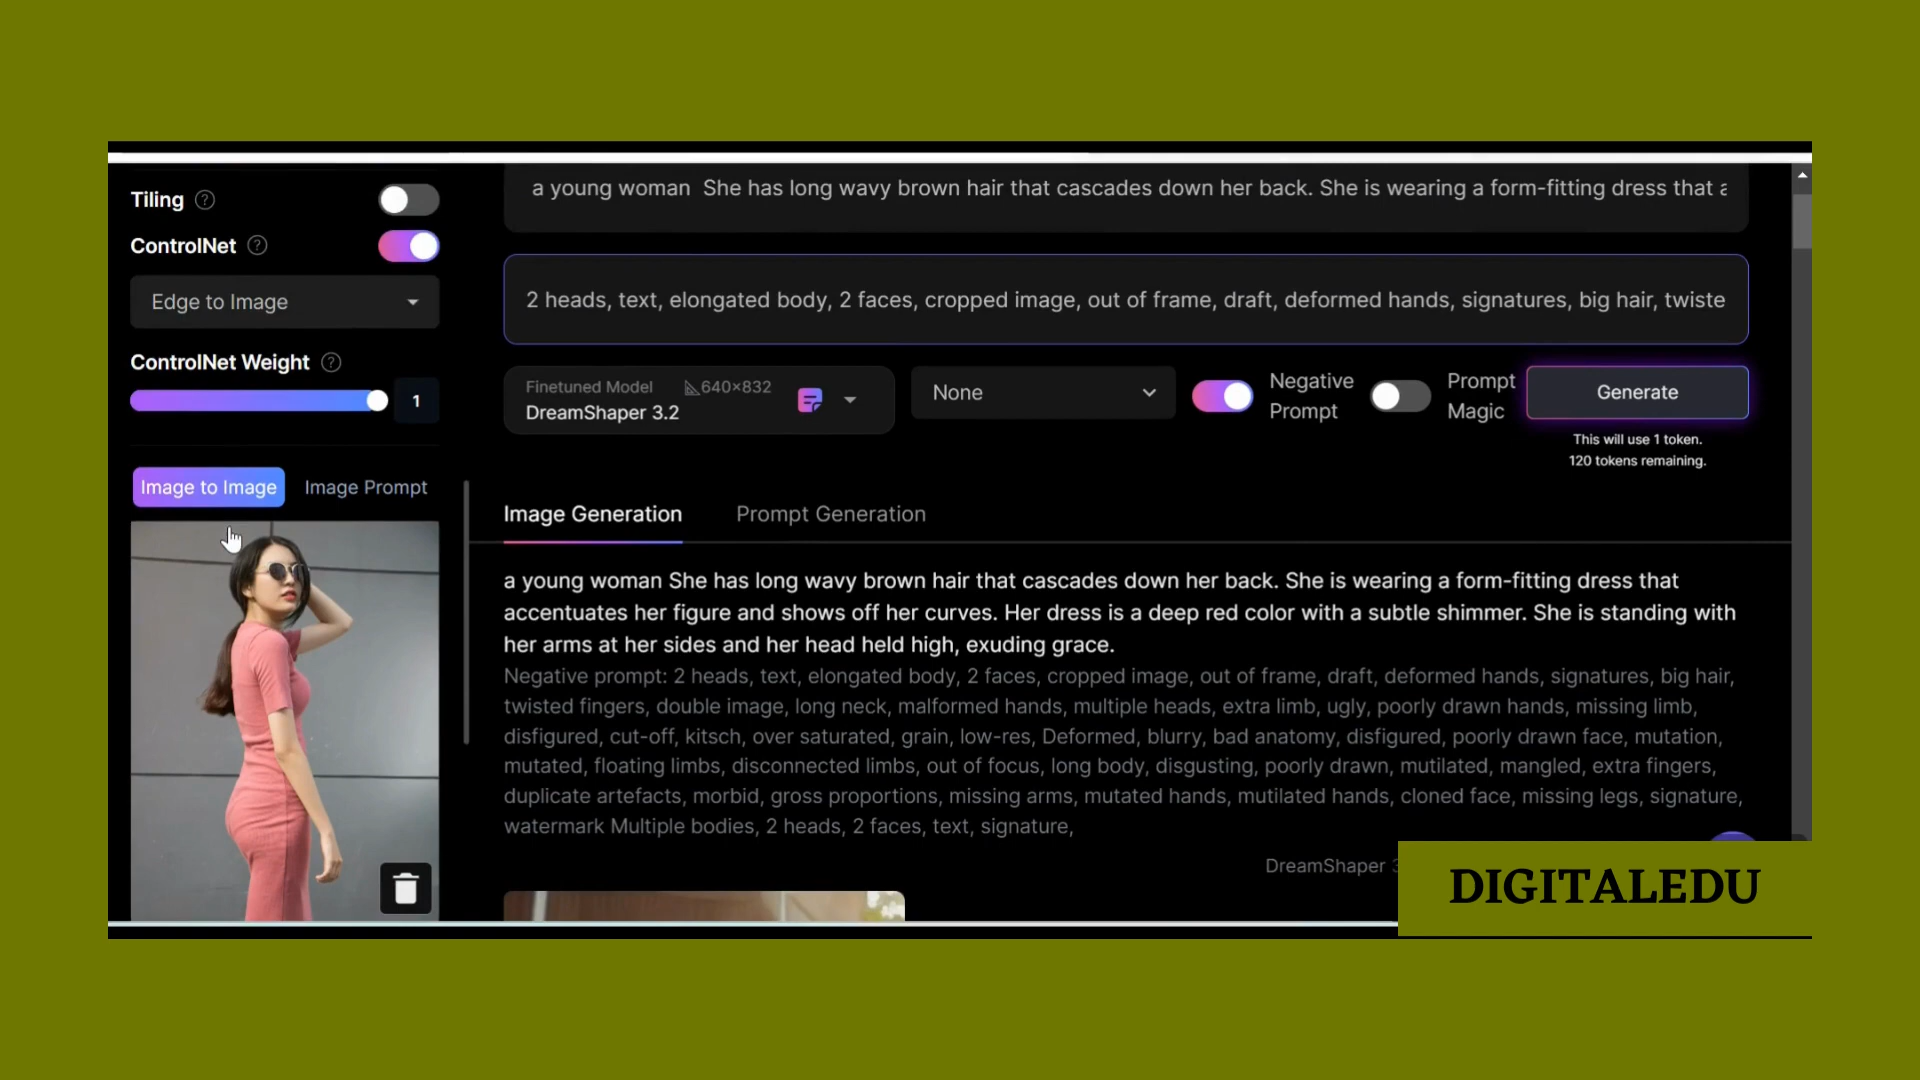 Tiling
ControlNet
Edge to Image
ControlNet Weight
1
Image to Image
Image Prompt
a young woman She has long wavy brown hair that cascades down her back. She is wearing a form-fitting dress that
2 heads, text, elongated body, 2 faces, cropped image, out of frame, draft, deformed hands, signatures, big hair, twiste
Finetuned Model
640×832
DreamShaper 3.2
None
Negative
Prompt
Prompt
Magic
Generate
This will use 1 token.
120 tokens remaining.
Image Generation
Prompt Generation
a young woman She has long wavy brown hair that cascades down her back. She is wearing a form-fitting dress that
accentuates her figure and shows off her curves. Her dress is a deep red color with a subtle shimmer. She is standing with
her arms at her sides and her head held high, exuding grace.
Negative prompt: 2 heads, text, elongated body, 2 faces, cropped image, out of frame, draft, deformed hands, signatures, big hair,
twisted fingers, double image, long neck, malformed hands, multiple heads, extra limb, ugly, poorly drawn hands, missing limb,
disfigured, cut-off, kitsch, over saturated, grain, low-res, Deformed, blurry, bad anatomy, disfigured, poorly drawn face, mutation,
mutated, floating limbs, disconnected limbs, out of focus, long body, disgusting, poorly drawn, mutilated, mangled, extra fingers,
duplicate artefacts, morbid, gross proportions, missing arms, mutated hands, mutilated hands, cloned face, missing legs, signature,
watermark Multiple bodies, 2 heads, 2 faces, text, signature,
DreamShaper
DIGITALEDU